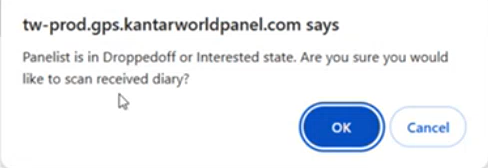 tw-prod.gps.kantarworldpanel.com says
Panelist is in Droppedoff or Interested state. Are you sure you would
like to scan received diary?
OK
Cancel